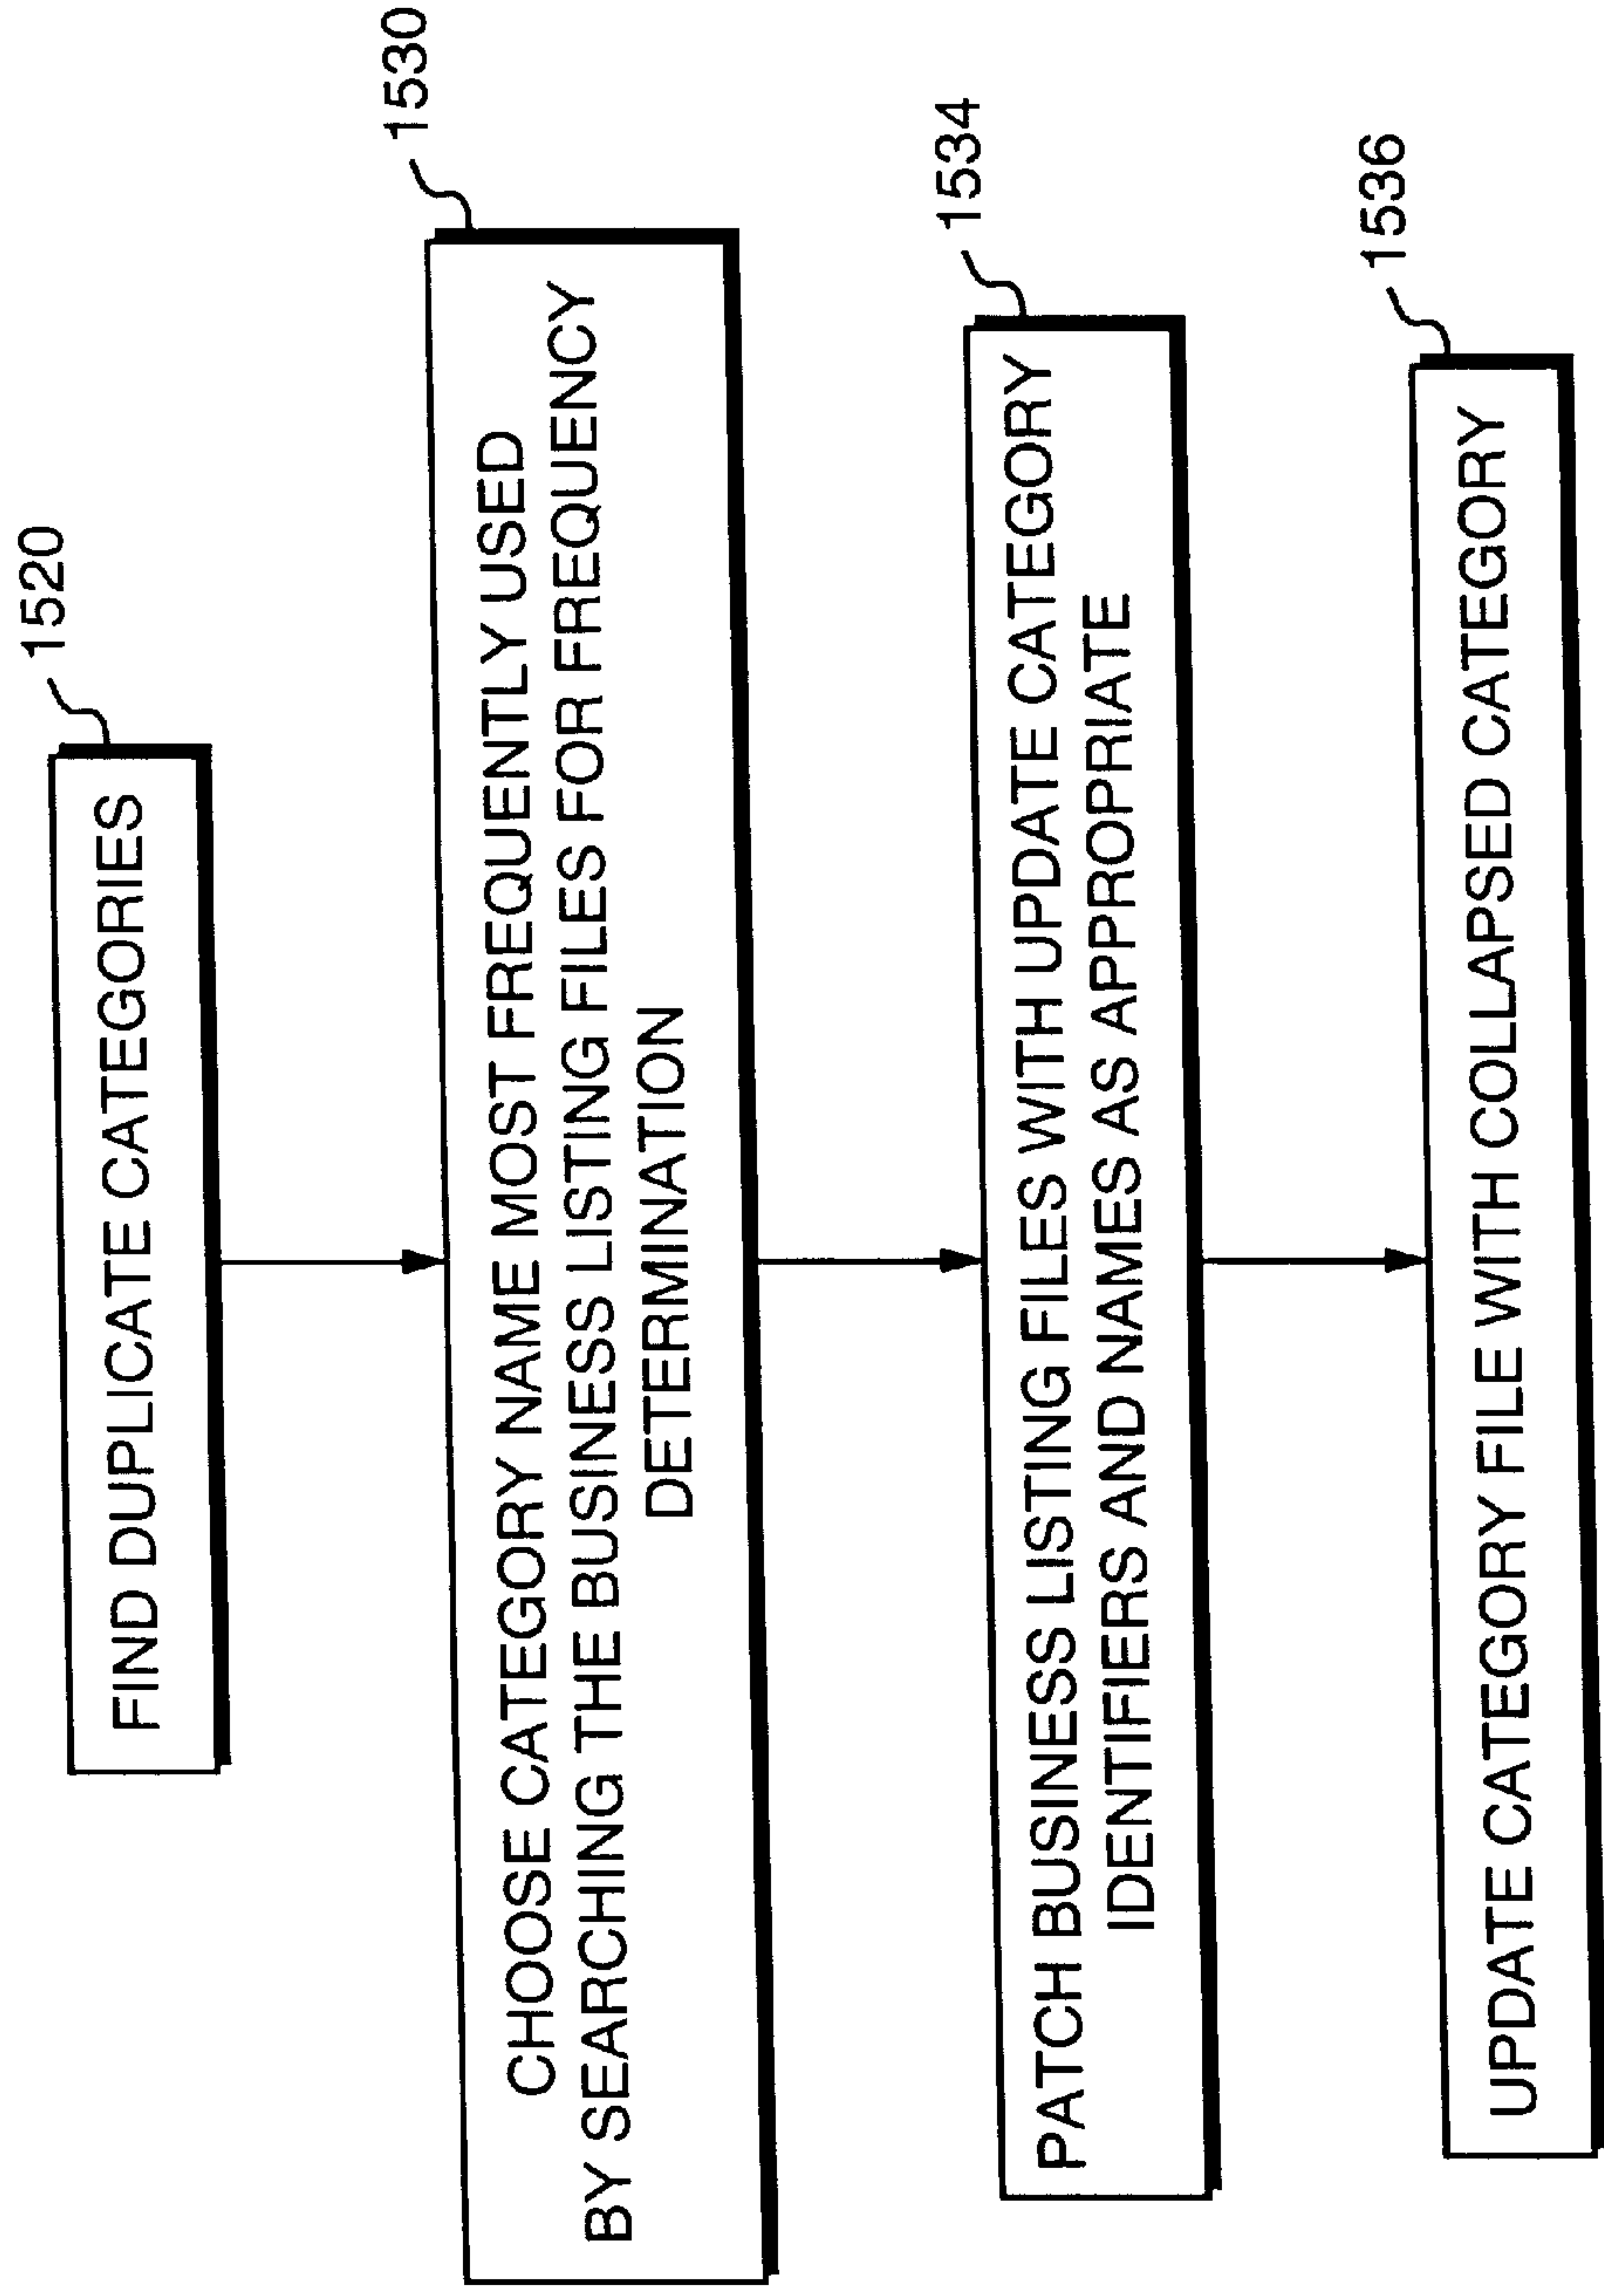 1520
FIND DUPLICATE CATEGORIES
1530
CHOOSE CATEGORY NAME MOST FREQUENTLY USED
BY SEARCHING THE BUSINESS LISTING FILES FOR FREQUENCY
DETERMINATION
1534
PATCH BUSINESS LISTING FILES WITH UPDATE CATEGORY
IDENTIFIERS AND NAMES AS APPROPRIATE
1536
UPDATE CATEGORY FILE WITH COLLAPSED CATEGORY